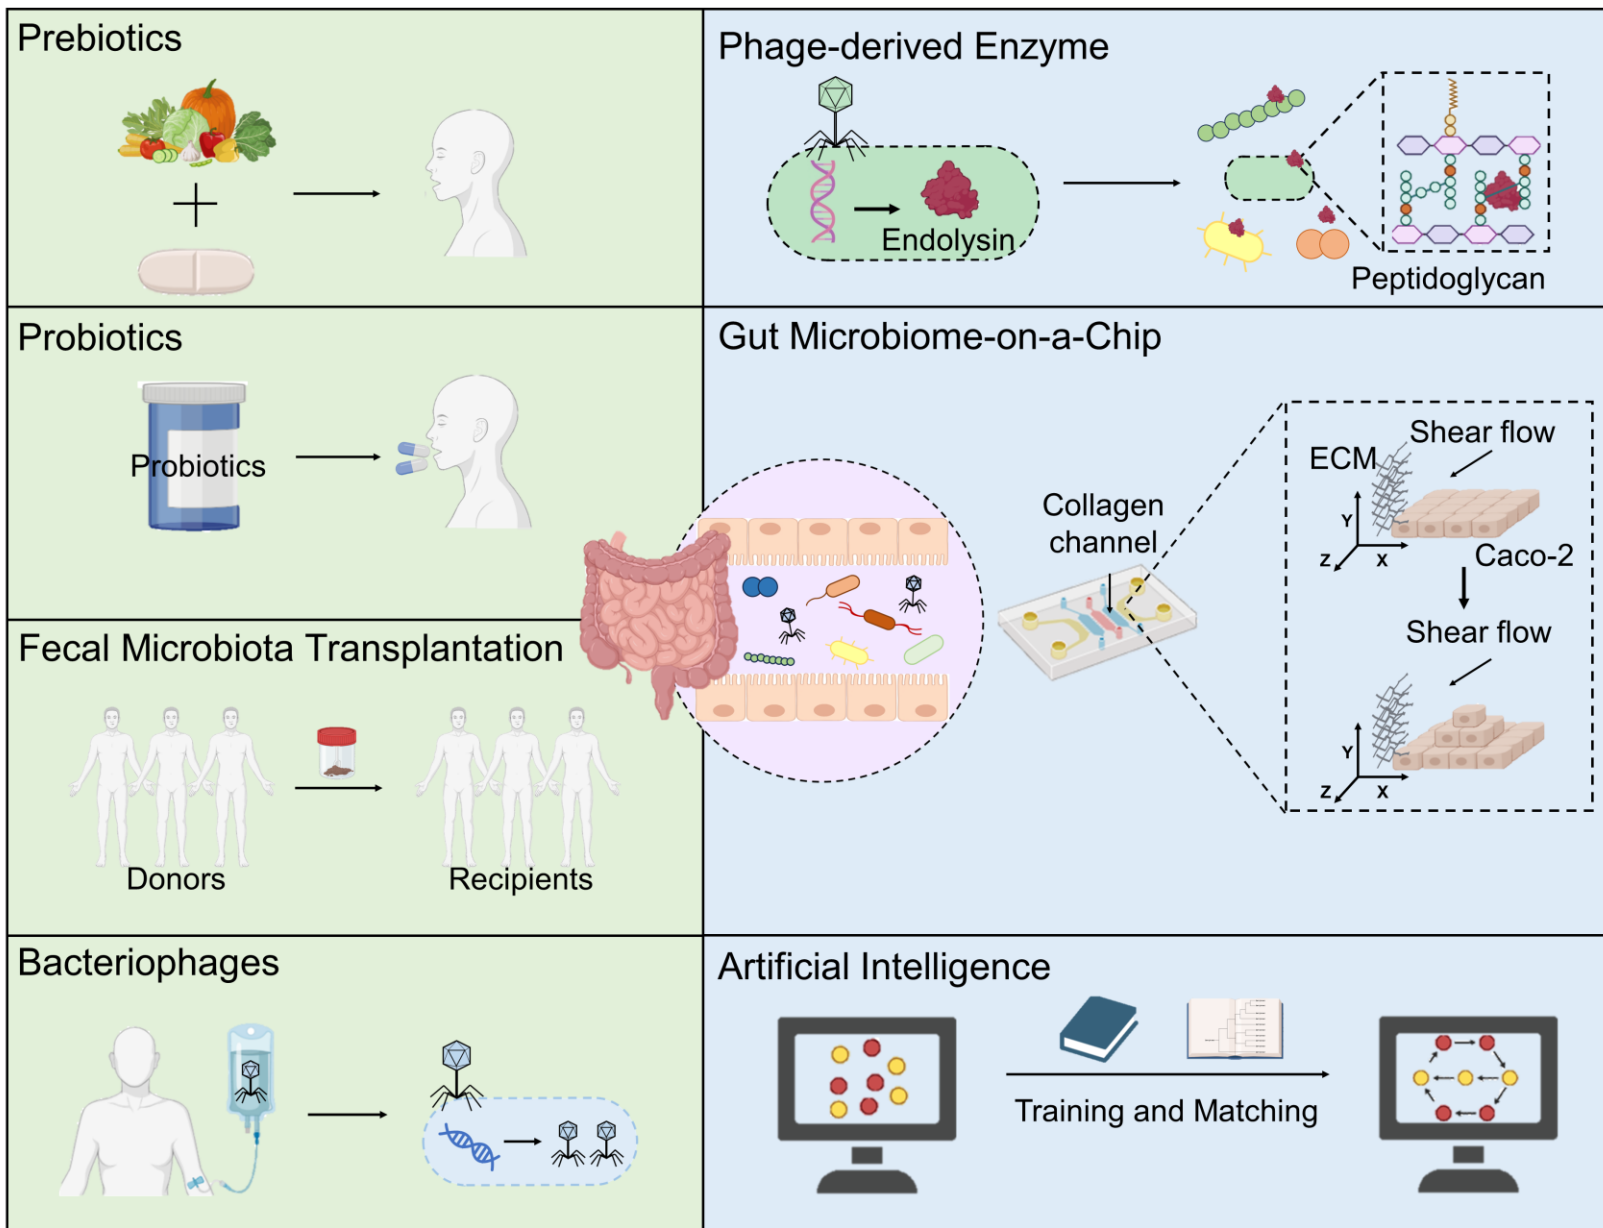 Prebiotics
Probiotics
Probiotics
Fecal Microbiota Transplantation
Donors
Recipients
Bacteriophages
Phage-derived Enzyme
Endolysin
Peptidoglycan
Gut Microbiome-on-a-Chip
Collagen
channel
Shear flow
ECM
Y
Z
X
Caco-2
Shear flow
Y
Z
X
Artificial Intelligence
Training and Matching